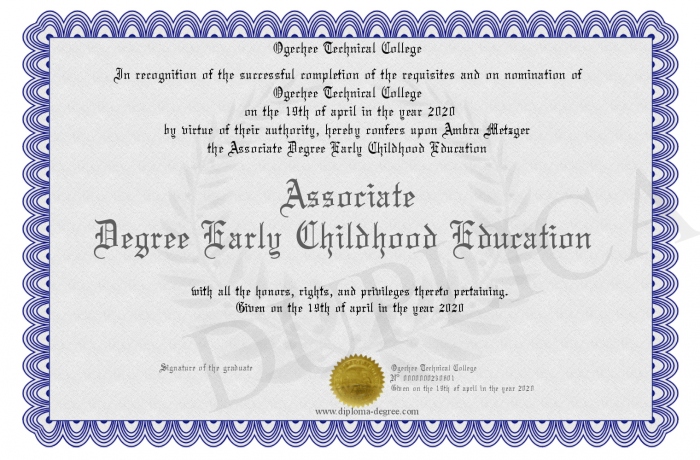 Ogechee Technical College
In recognition of the successful completion of the requisites and on nomination of
Ogechee Technical College
on the 19th of april in the year 2020
by virtue of their authority, hereby confers upon Ambra Metzger
the Associate Degree Early Childhood Education
Associate
Degree Early Childhood Education
DUPLICA
with all the honors, rights, and privileges thereto pertaining.
Given on the 19th of april in the year 2020
Signature of the graduate
Ogechee Technical College
N° 0000000250801
Given on the 19th of april in the year 2020
www.diploma-degree.com